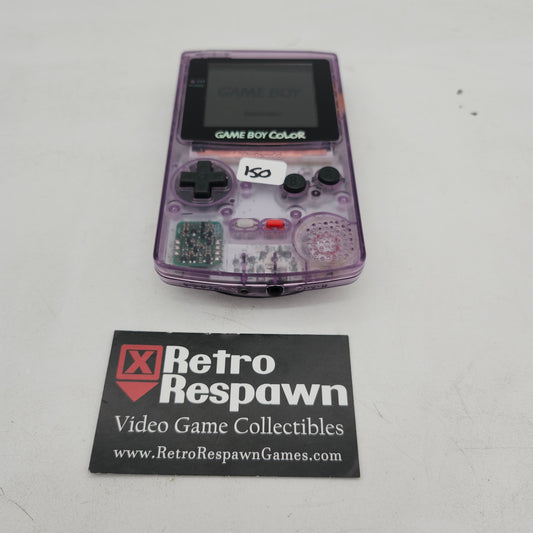 GAME BOY
GAME BOY COLOR
150
X Retro
Respawn
Video Game Collectibles
www.RetroRespawnGames.com